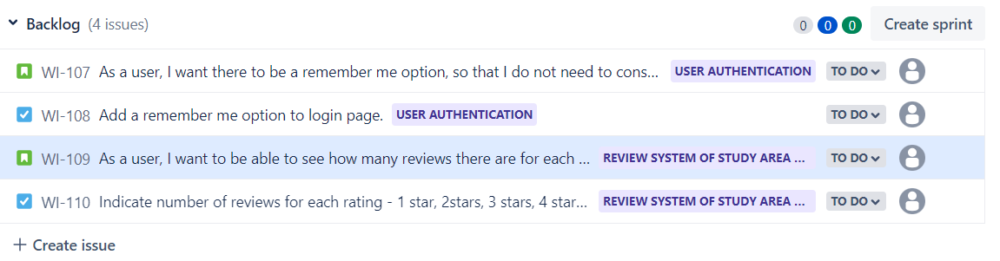 Backlog (4 issues) 0 0 0 Create sprint
WI-107 As a user, I want there to be a remember me option, so that I do not need to cons... USER AUTHENTICATION TO DO
WI-108 Add a remember me option to login page. USER AUTHENTICATION TO DO
WI-109 As a user, I want to be able to see how many reviews there are for each ... REVIEW SYSTEM OF STUDY AREA ... TO DO
WI-110 Indicate number of reviews for each rating - 1 star, 2stars, 3 stars, 4 star... REVIEW SYSTEM OF STUDY AREA ... TO DO
+ Create issue